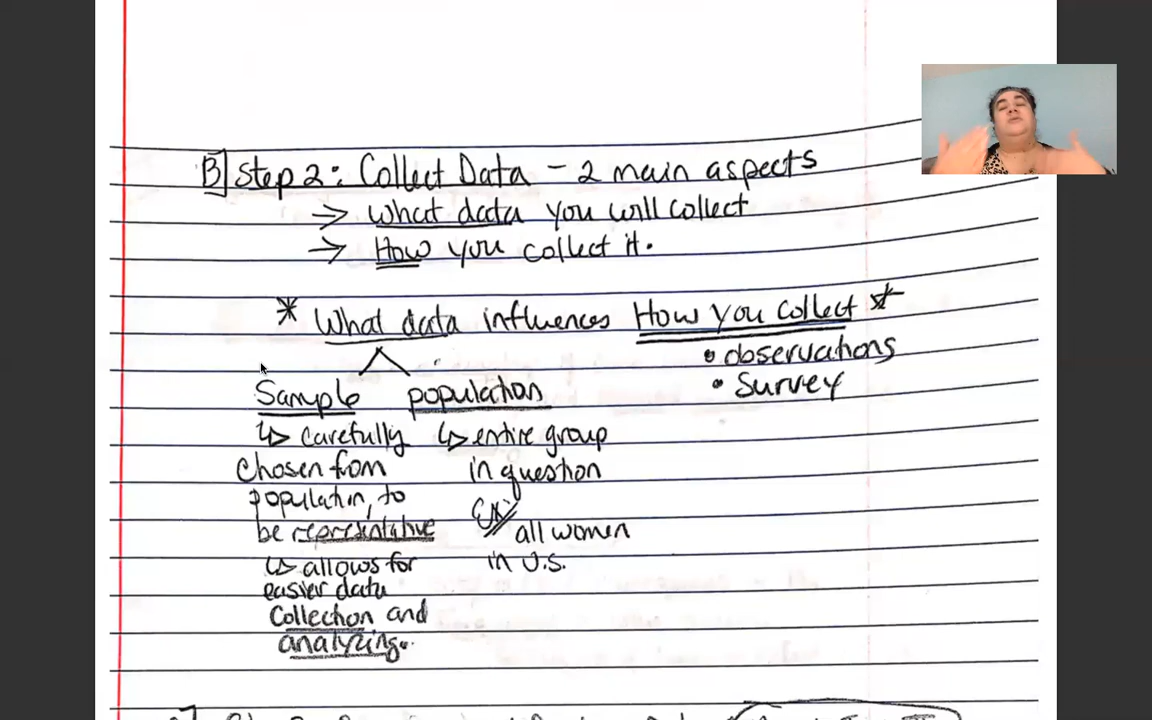 B] Step 2: Collect Data - 2 main aspects
→ What data you will collect
→ How you collect it.
* What data influences How you collect *
• observations
• Survey
Sample
↳ carefully
chosen from
population, to
be representative
↳ allows for
easier data
Collection and
analyzing.
population
↳ entire group
in question
Ex:
all women
in U.S.